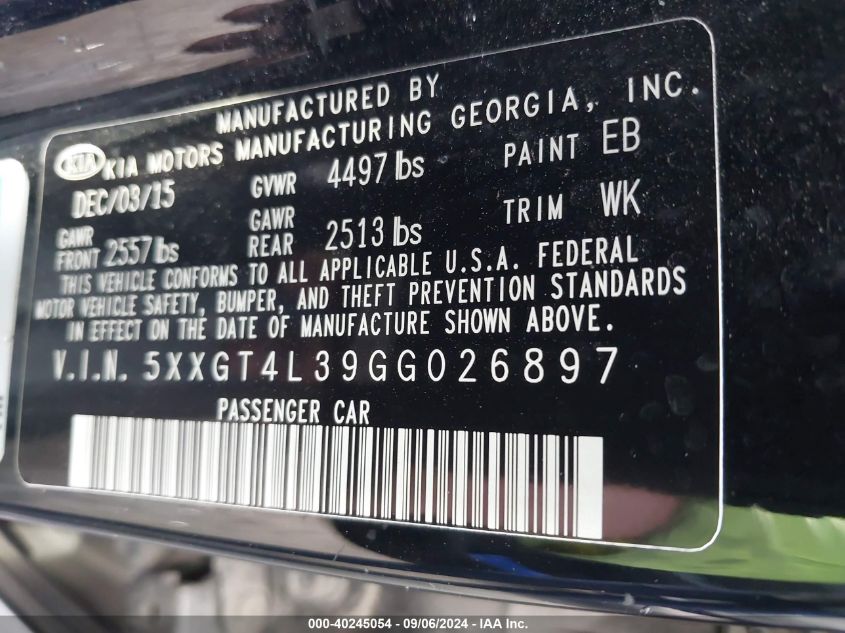 MANUFACTURED BY
KIA KIA MOTORS MANUFACTURING GEORGIA, INC.
DEC/03/15 GVWR 4497 lbs PAINT EB
GAWR FRONT 2557 lbs GAWR REAR 2513 lbs TRIM WK
THIS VEHICLE CONFORMS TO ALL APPLICABLE U.S.A. FEDERAL
MOTOR VEHICLE SAFETY, BUMPER, AND THEFT PREVENTION STANDARDS
IN EFFECT ON THE DATE OF MANUFACTURE SHOWN ABOVE.
V.I.N. 5XXGT4L39GG026897
PASSENGER CAR
000-40245054 - 09/06/2024 - IAA Inc.